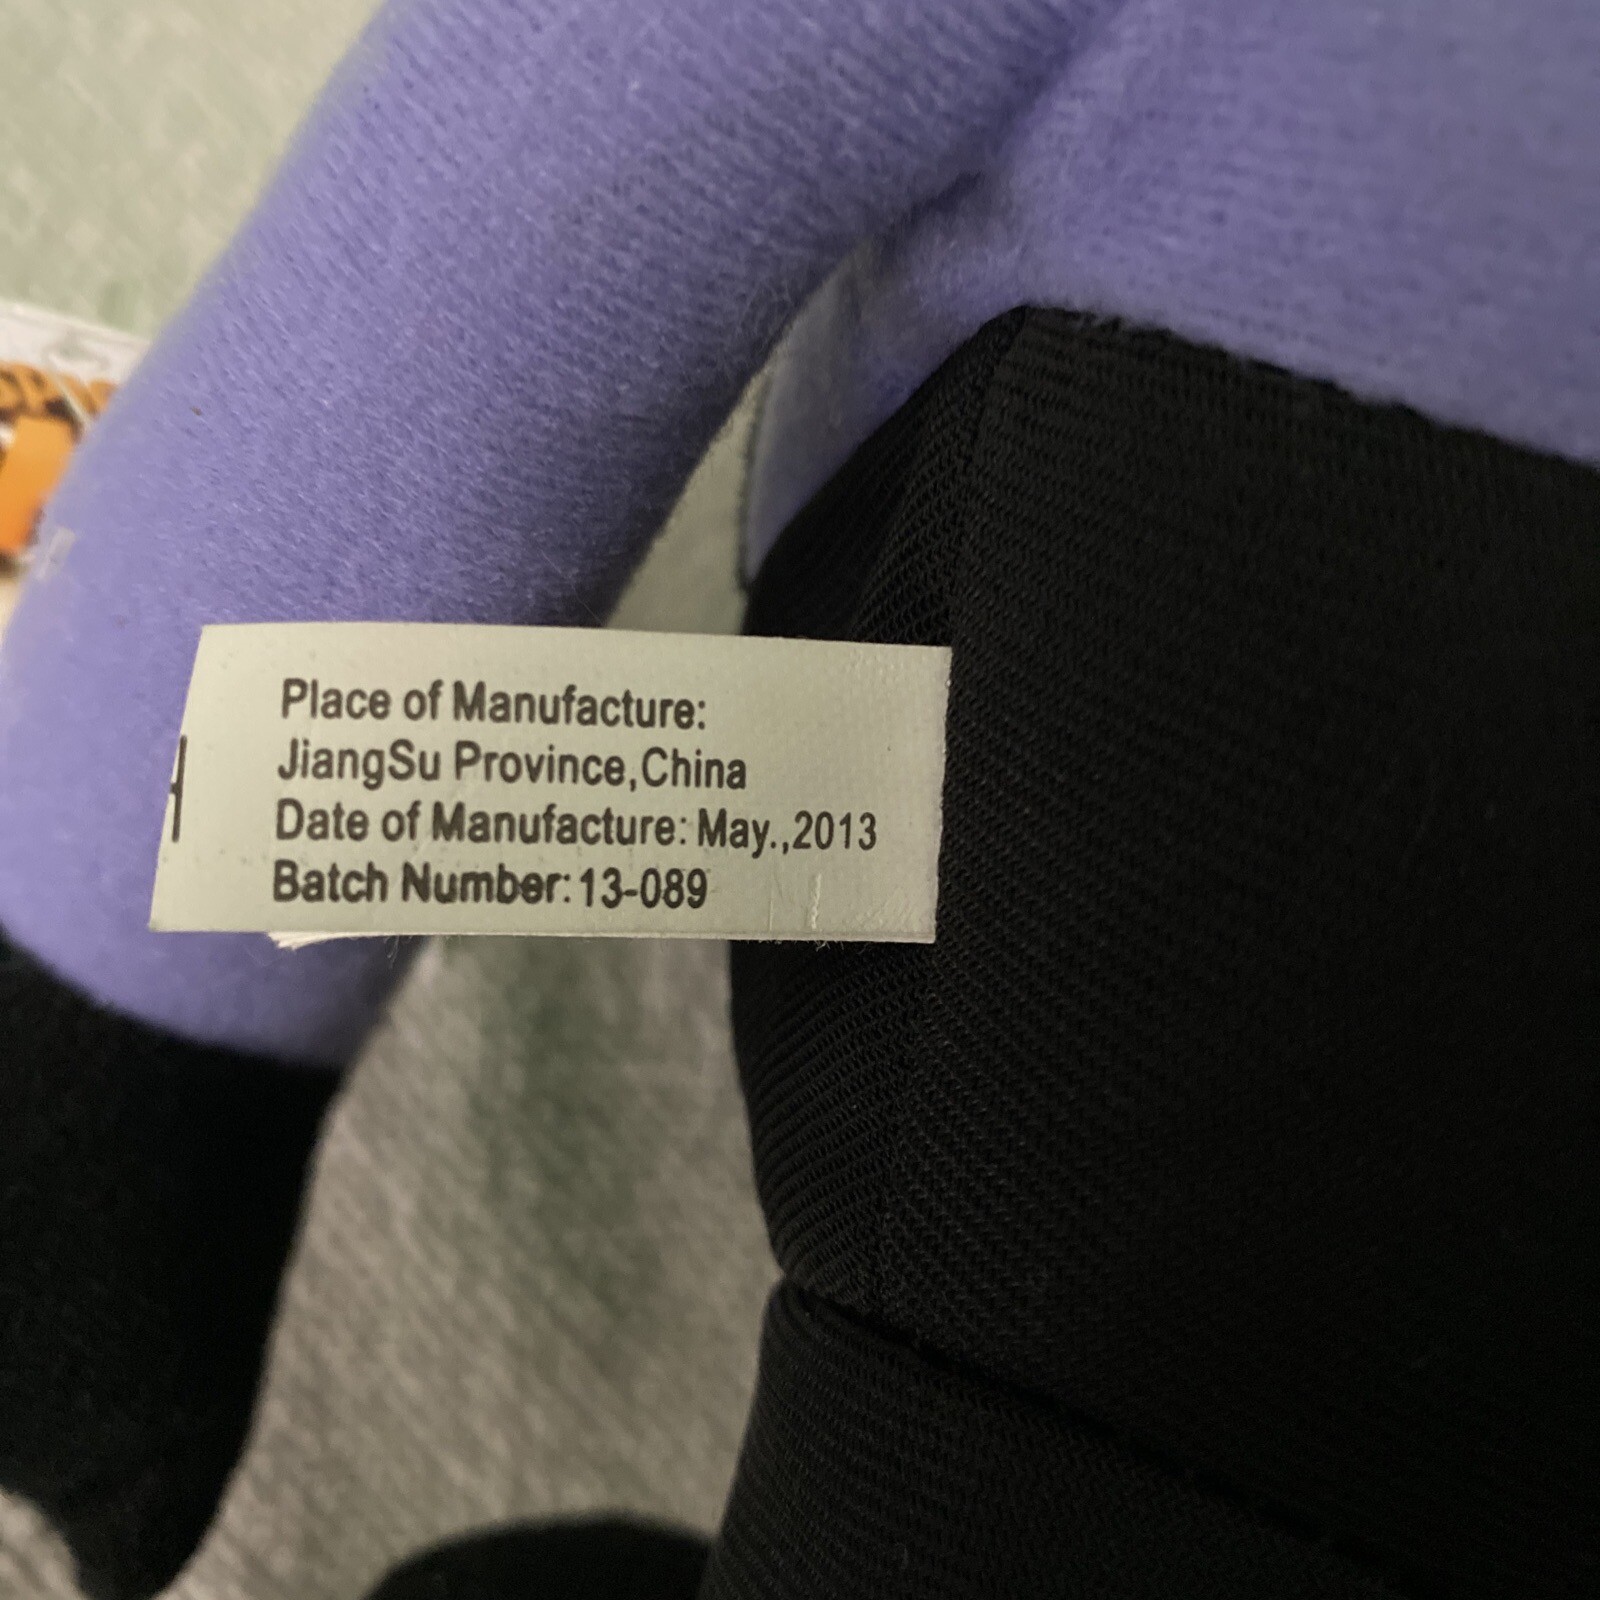 Place of Manufacture:
JiangSu Province,China
Date of Manufacture: May.,2013
Batch Number:13-089